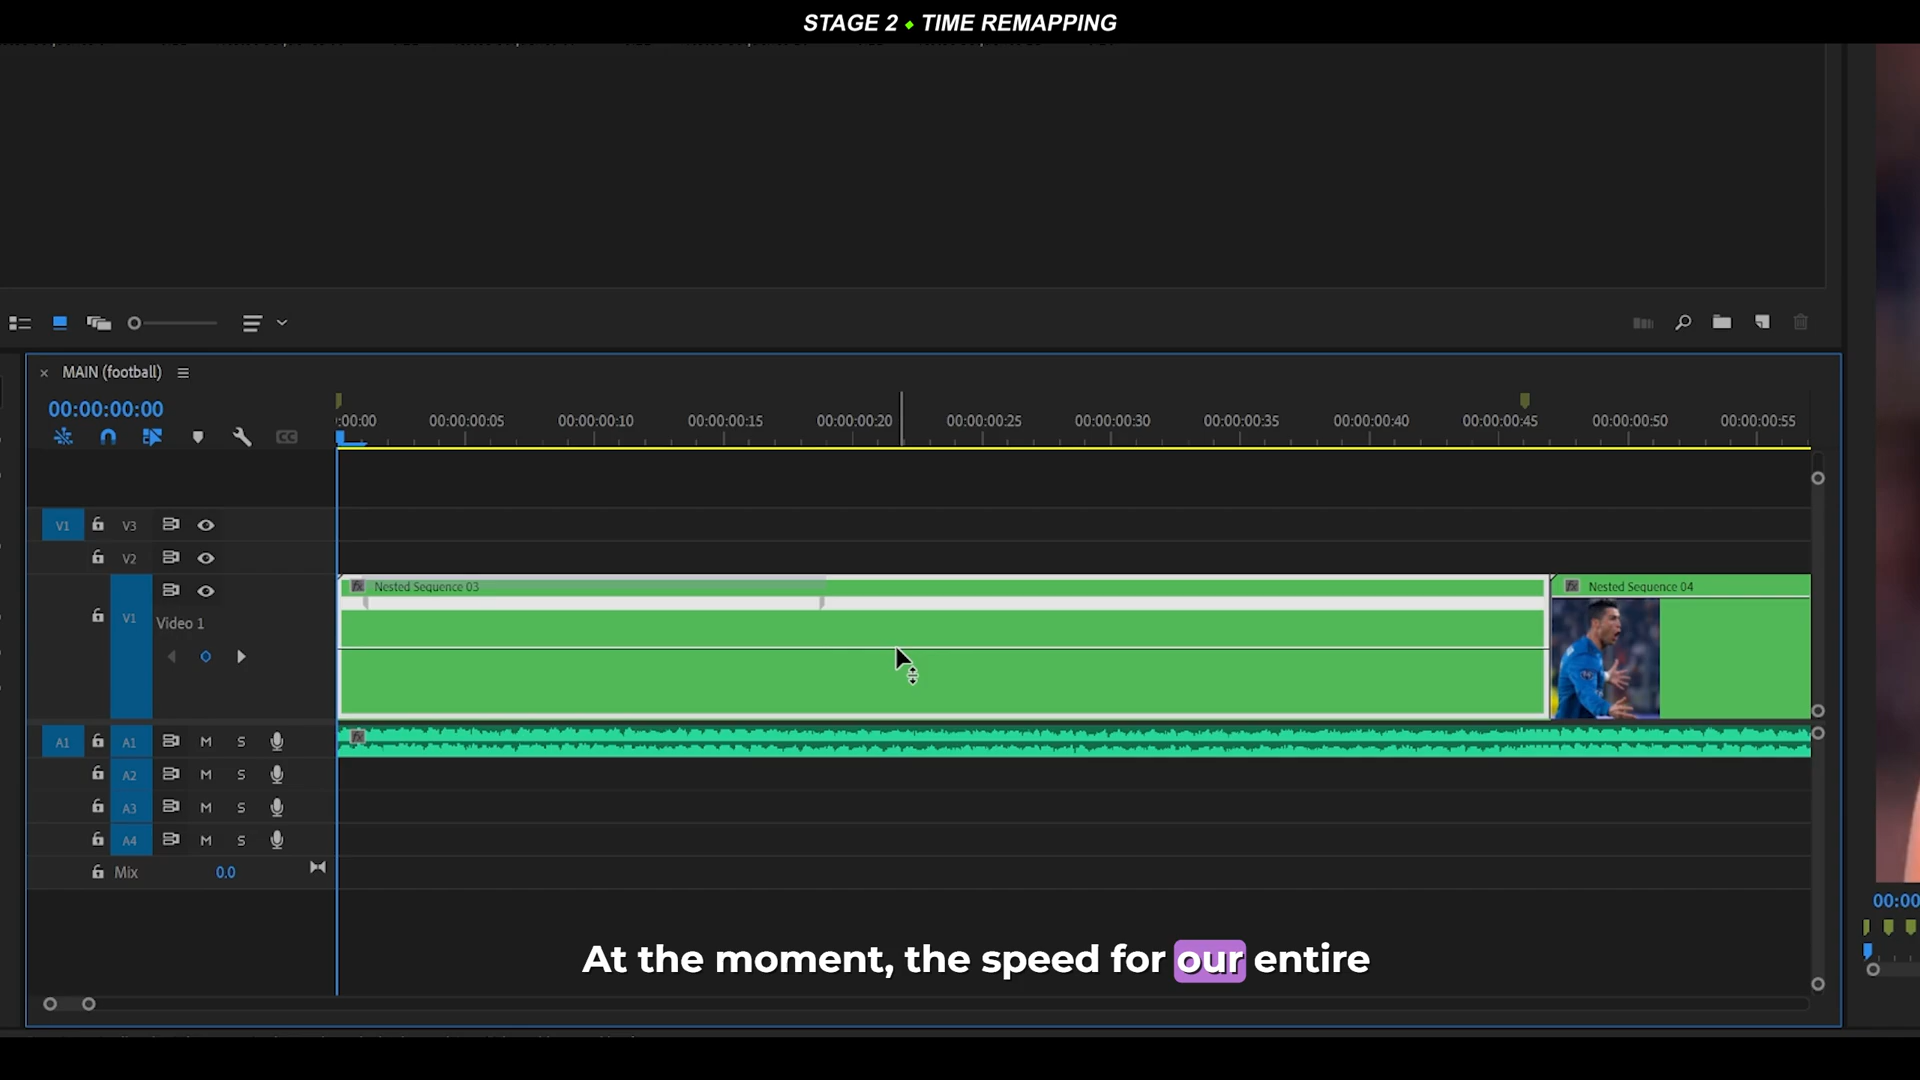 STAGE 2 ⬥ TIME REMAPPING
MAIN (football)
00:00:00:00
:00:00 00:00:00:05 00:00:00:10 00:00:00:15 00:00:00:20 00:00:00:25 00:00:00:30 00:00:00:35 00:00:00:40 00:00:00:45 00:00:00:50 00:00:00:55
V1 V3
V2
Nested Sequence 03 Nested Sequence 04
V1
Video 1
A1 A1 M S
A2 M S
A3 M S
A4 M S
Mix 0.0
00:00
At the moment, the speed for our entire